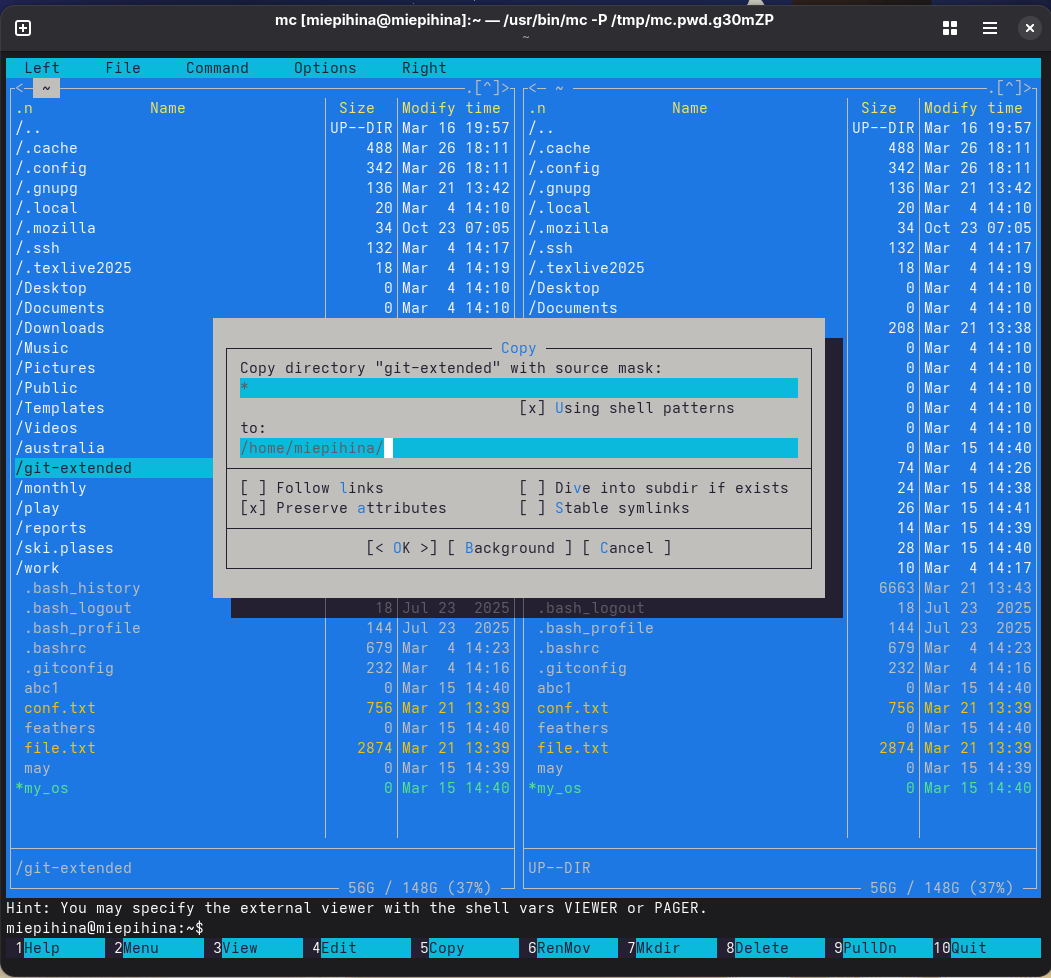 mc [miepihina@miepihina]:~ — /usr/bin/mc -P /tmp/mc.pwd.g30mZP
~
Left File Command Options Right
<─ ~ .[^]> <─ ~ .[^]>
.n Name Size Modify time .n Name Size Modify time
/.. UP--DIR Mar 16 19:57 /.. UP--DIR Mar 16 19:57
/.cache 488 Mar 26 18:11 /.cache 488 Mar 26 18:11
/.config 342 Mar 26 18:11 /.config 342 Mar 26 18:11
/.gnupg 136 Mar 21 13:42 /.gnupg 136 Mar 21 13:42
/.local 20 Mar 4 14:10 /.local 20 Mar 4 14:10
/.mozilla 34 Oct 23 07:05 /.mozilla 34 Oct 23 07:05
/.ssh 132 Mar 4 14:17 /.ssh 132 Mar 4 14:17
/.texlive2025 18 Mar 4 14:19 /.texlive2025 18 Mar 4 14:19
/Desktop 0 Mar 4 14:10 /Desktop 0 Mar 4 14:10
/Documents 0 Mar 4 14:10 /Documents 0 Mar 4 14:10
/Downloads 208 Mar 21 13:38
/Music Copy 0 Mar 4 14:10
/Pictures Copy directory "git-extended" with source mask: 0 Mar 4 14:10
/Public * 0 Mar 4 14:10
/Templates [x] Using shell patterns 0 Mar 4 14:10
/Videos to: 0 Mar 4 14:10
/australia /home/miepihina/ 0 Mar 15 14:40
/git-extended 74 Mar 4 14:26
/monthly [ ] Follow links [ ] Dive into subdir if exists 24 Mar 15 14:38
/play [x] Preserve attributes [ ] Stable symlinks 26 Mar 15 14:41
/reports 14 Mar 15 14:39
/ski.plases [< OK >] [ Background ] [ Cancel ] 28 Mar 15 14:40
/work 10 Mar 4 14:17
.bash_history 6663 Mar 21 13:43
.bash_logout 18 Jul 23 2025 .bash_logout 18 Jul 23 2025
.bash_profile 144 Jul 23 2025 .bash_profile 144 Jul 23 2025
.bashrc 679 Mar 4 14:23 .bashrc 679 Mar 4 14:23
.gitconfig 232 Mar 4 14:16 .gitconfig 232 Mar 4 14:16
abc1 0 Mar 15 14:40 abc1 0 Mar 15 14:40
conf.txt 756 Mar 21 13:39 conf.txt 756 Mar 21 13:39
feathers 0 Mar 15 14:40 feathers 0 Mar 15 14:40
file.txt 2874 Mar 21 13:39 file.txt 2874 Mar 21 13:39
may 0 Mar 15 14:39 may 0 Mar 15 14:39
*my_os 0 Mar 15 14:40 *my_os 0 Mar 15 14:40
/git-extended UP--DIR
56G / 148G (37%) 56G / 148G (37%)
Hint: You may specify the external viewer with the shell vars VIEWER or PAGER.
miepihina@miepihina:~$
1Help 2Menu 3View 4Edit 5Copy 6RenMov 7Mkdir 8Delete 9PullDn 10Quit